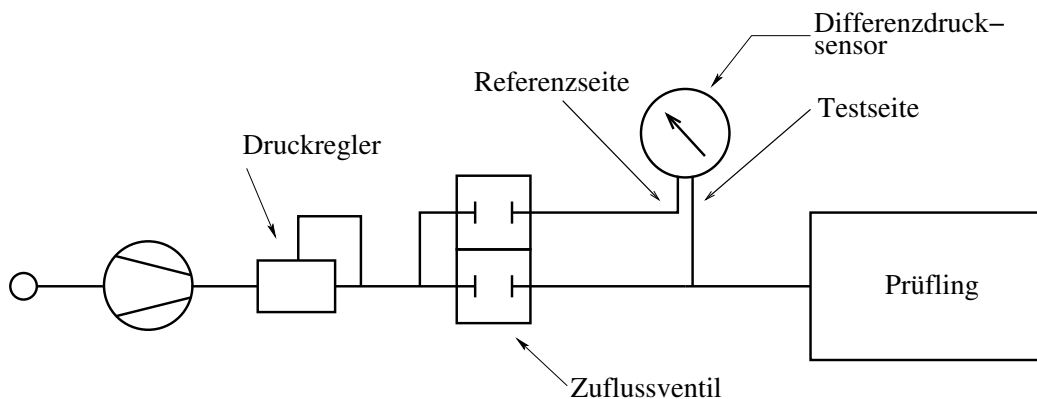 Differenzdruck−
sensor
Referenzseite
Testseite
Druckregler
Prüfling
Zuflussventil